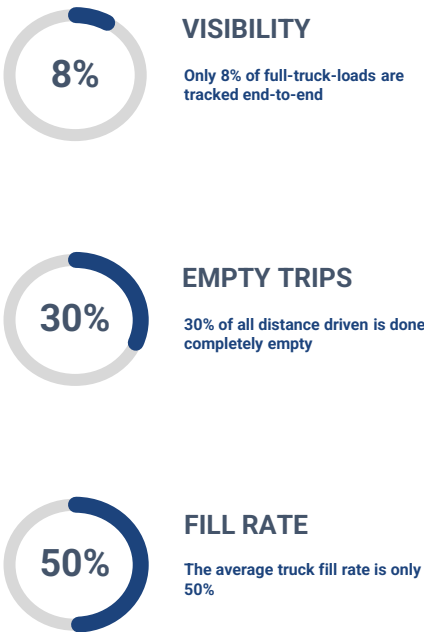 8%
VISIBILITY
Only 8% of full-truck-loads are
tracked end-to-end
30%
EMPTY TRIPS
30% of all distance driven is done
completely empty
50%
FILL RATE
The average truck fill rate is only
50%